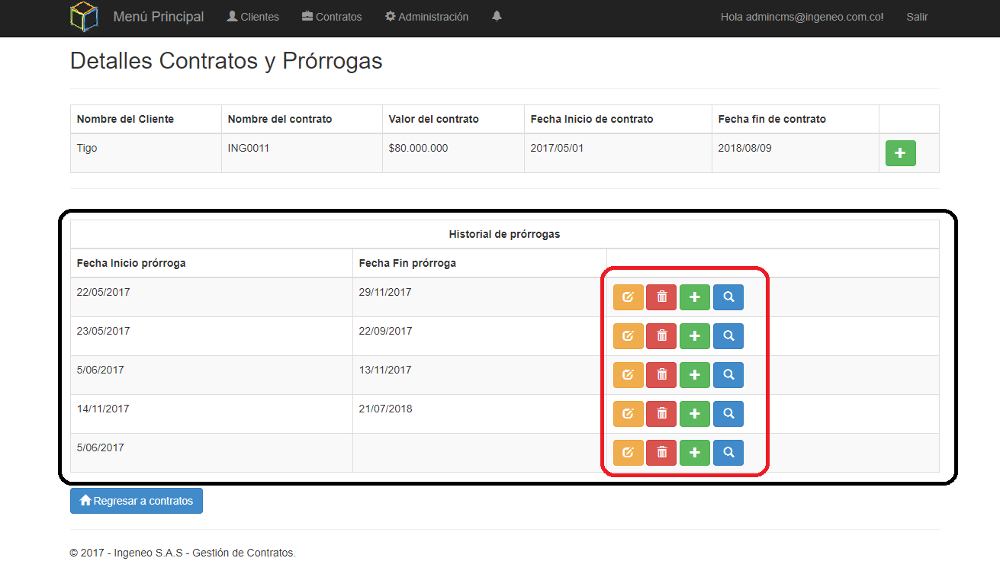 Menú Principal Clientes Contratos Administración Hola admincms@ingeneo.com.co! Salir
Detalles Contratos y Prórrogas
Nombre del Cliente Nombre del contrato Valor del contrato Fecha Inicio de contrato Fecha fin de contrato
Tigo ING0011 $80.000.000 2017/05/01 2018/08/09
Historial de prórrogas
Fecha Inicio prórroga Fecha Fin prórroga
22/05/2017 29/11/2017
23/05/2017 22/09/2017
5/06/2017 13/11/2017
14/11/2017 21/07/2018
5/06/2017
Regresar a contratos
© 2017 - Ingeneo S.A.S - Gestión de Contratos.